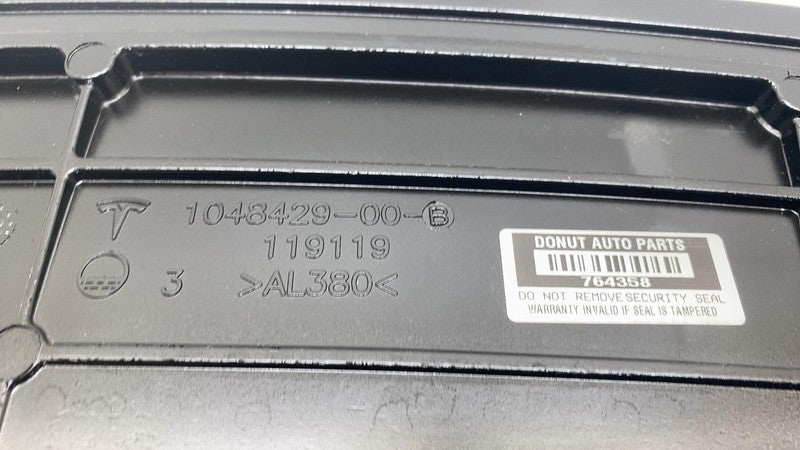 1048429-00-B
119119
3 >AL380<
DONUT AUTO PARTS
764358
DO NOT REMOVE SECURITY SEAL
WARRANTY INVALID IF SEAL IS TAMPERED